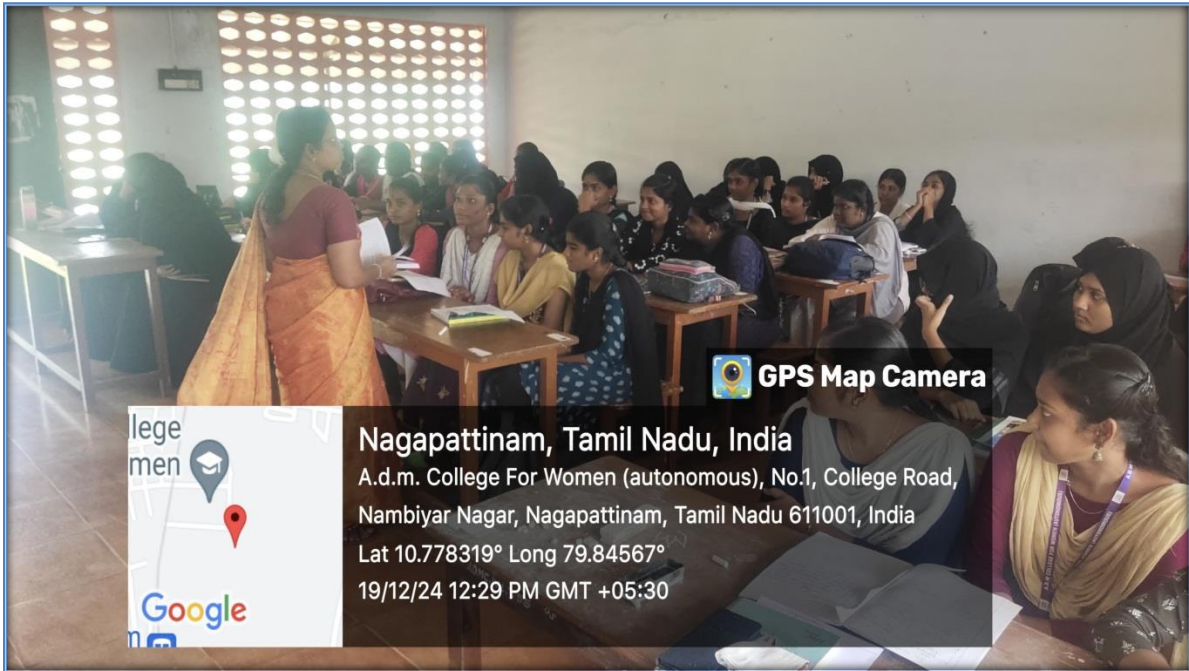 GPS Map Camera
lege
men
Google
Nagapattinam, Tamil Nadu, India
A.d.m. College For Women (autonomous), No.1, College Road,
Nambiyar Nagar, Nagapattinam, Tamil Nadu 611001, India
Lat 10.778319° Long 79.84567°
19/12/24 12:29 PM GMT +05:30